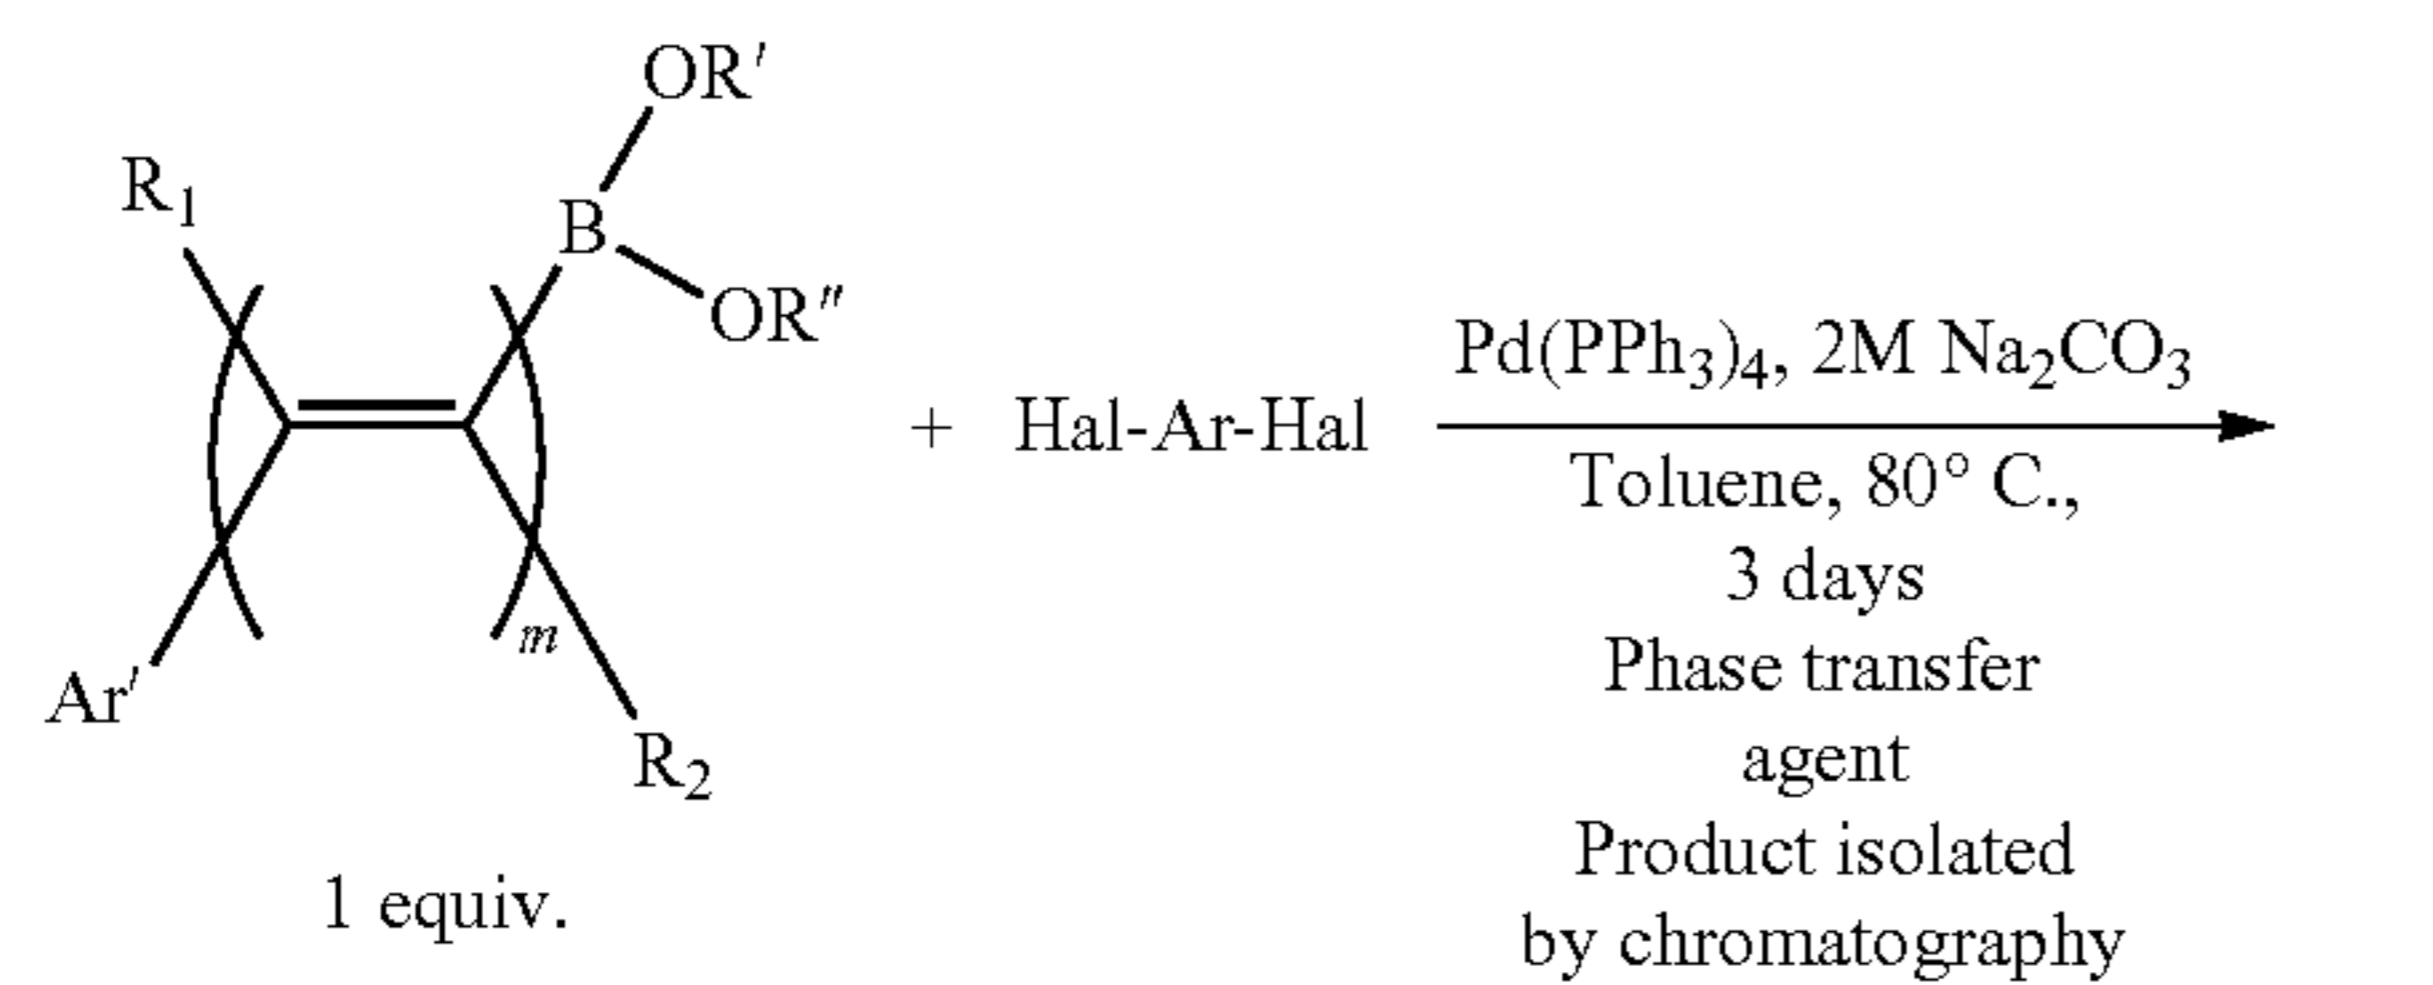 OR'
R1
B
OR"
+ Hal-Ar-Hal
Pd(PPh3)4, 2M Na2CO3
Toluene, 80° C.,
3 days
Phase transfer
agent
Product isolated
by chromatography
m
Ar'
R2
1 equiv.